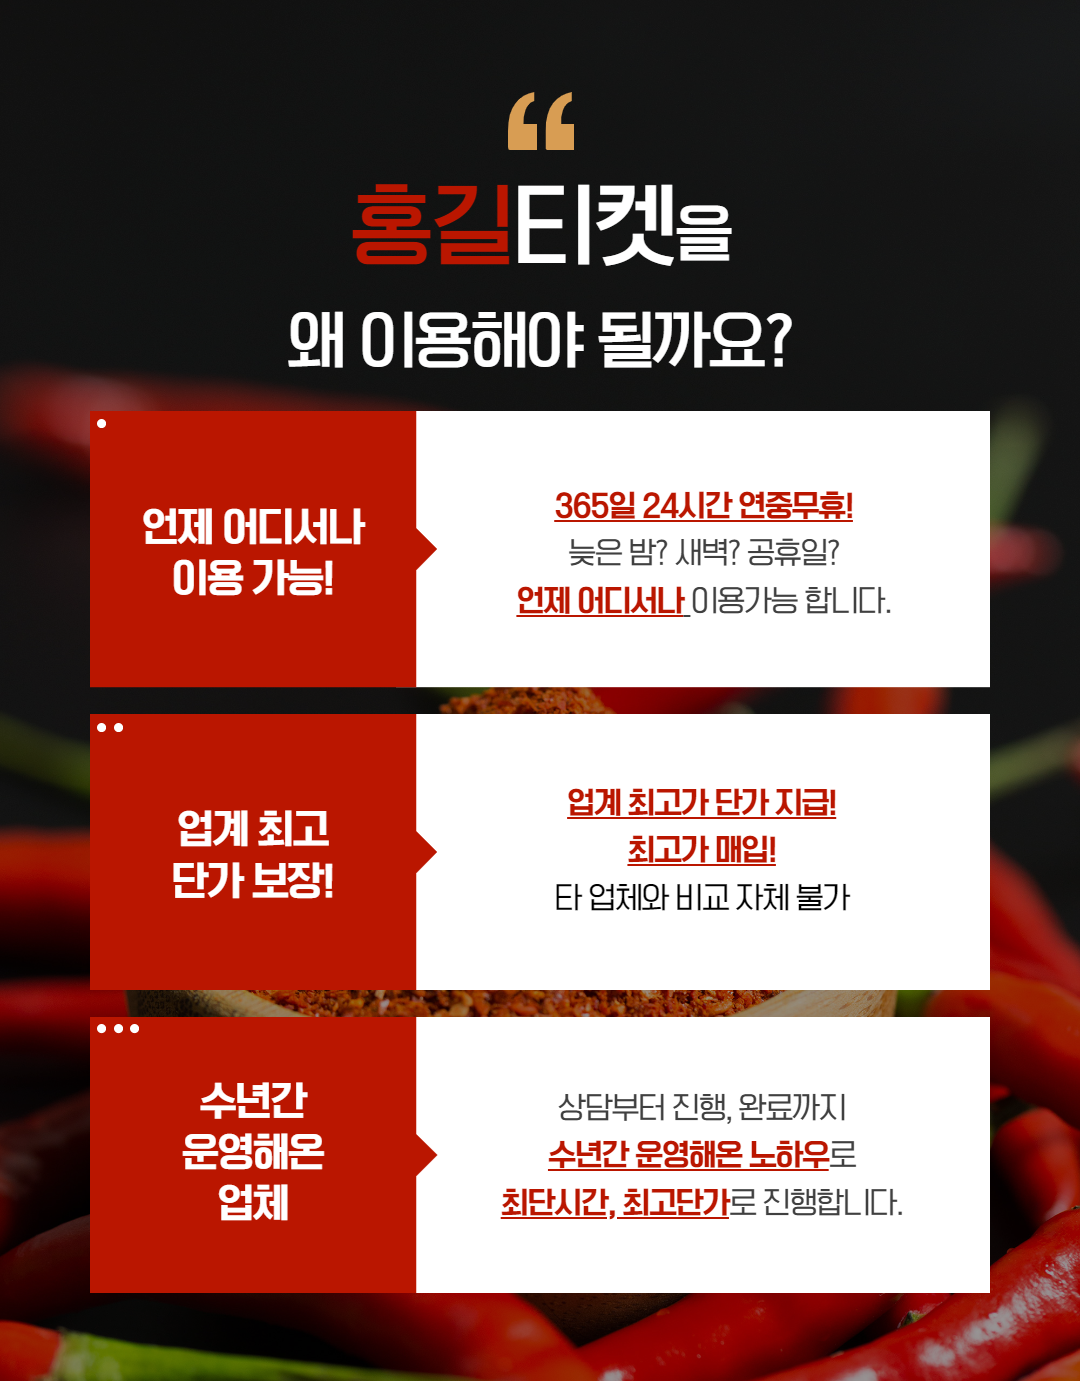 홍길티켓을
왜 이용해야 될까요?
언제 어디서나
이용 가능!
365일 24시간 연중무휴!
늦은 밤? 새벽? 공휴일?
언제 어디서나 이용가능 합니다.
업계 최고
단가 보장!
업계 최고가 단가 지급!
최고가 매입!
타 업체와 비교 자체 불가
수년간
운영해온
업체
상담부터 진행, 완료까지
수년간 운영해온 노하우로
최단시간, 최고단가로 진행합니다.